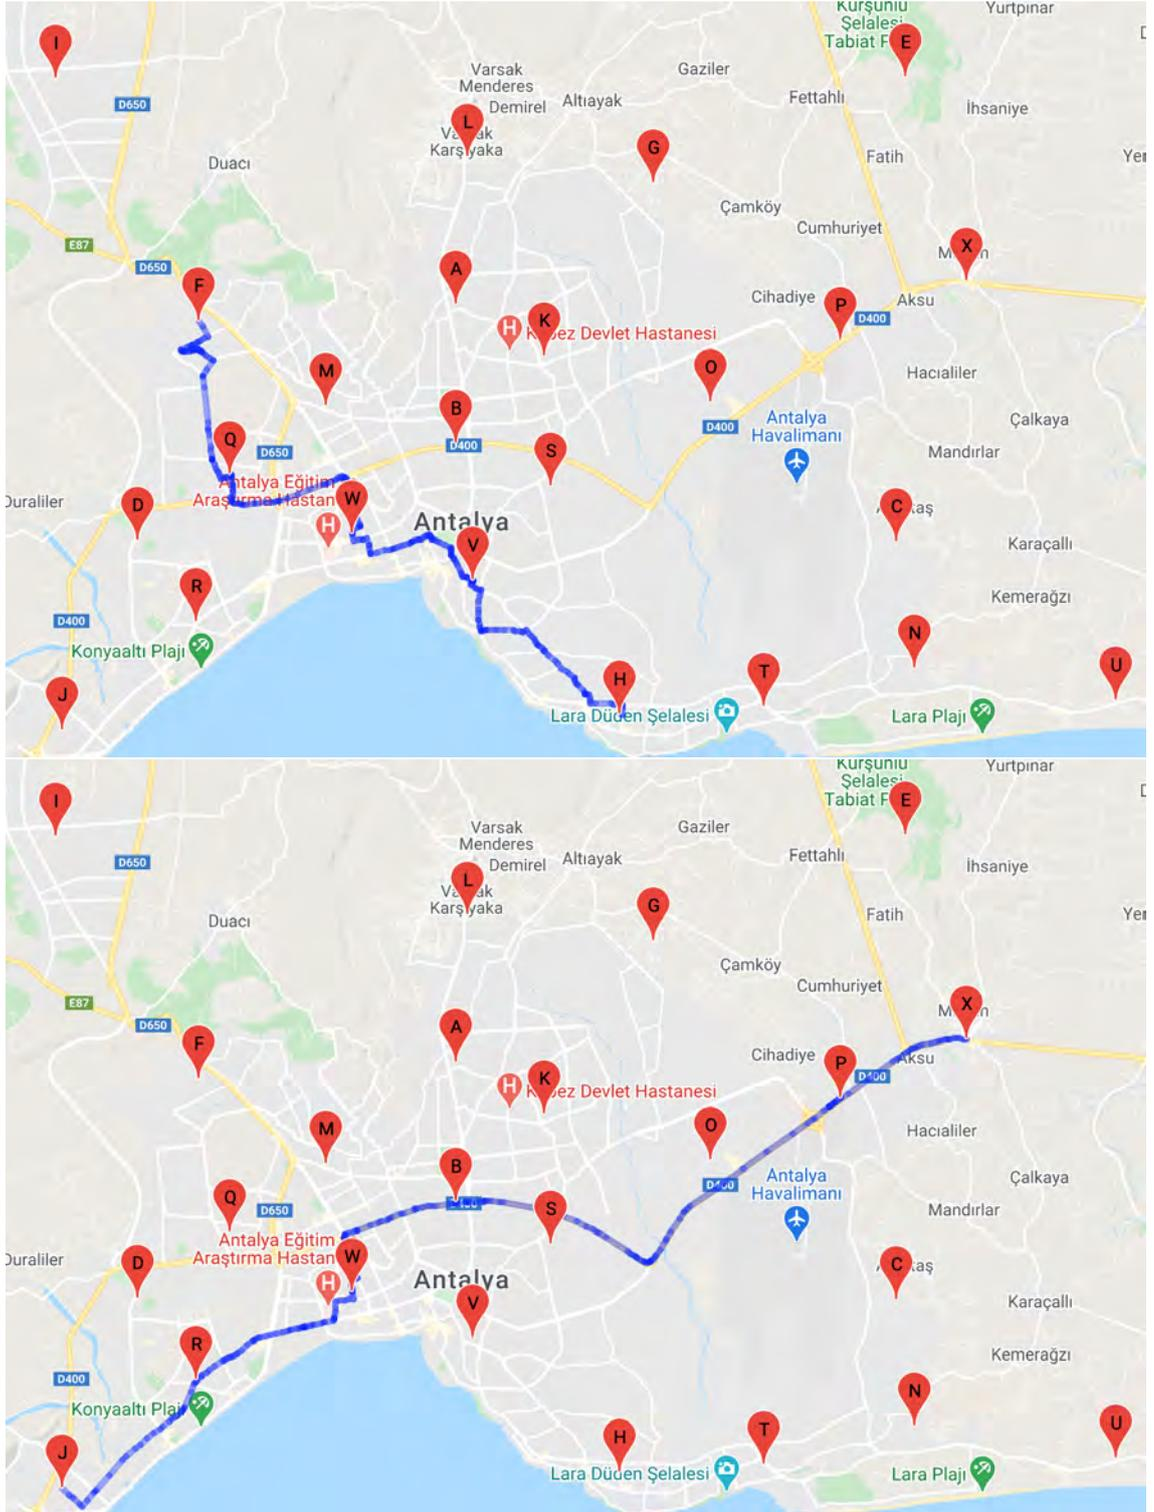 Kurşunlu
Şelalesi
Tabiat P
Yurtpınar
I
E
Varsak
Menderes
Gaziler
D650
Demirel
Altıayak
Fettahlı
İhsaniye
L
Karşıyaka
G
Duacı
Fatih
Yer
Çamköy
Cumhuriyet
E87
X
D650
A
F
Cihadiye
P
Aksu
K
D400
H
Kepez Devlet Hastanesi
M
O
Hacıaliler
B
D400
Antalya
Havalimanı
Çalkaya
Q
D650
D400
S
Mandırlar
Antalya Eğitim
Araştırma Hastan
Duraliler
D
W
C
H
Antalya
V
Karaçallı
R
Kemerağzı
D400
N
Konyaaltı Plajı
J
H
T
U
Lara Düden Şelalesi
Lara Plajı
Kurşunlu
Şelalesi
Tabiat P
Yurtpınar
I
E
Varsak
Menderes
Gaziler
D650
Demirel
Altıayak
Fettahlı
İhsaniye
L
Karşıyaka
G
Duacı
Fatih
Yer
Çamköy
Cumhuriyet
E87
X
D650
A
F
Cihadiye
P
Aksu
K
D400
H
Kepez Devlet Hastanesi
M
O
Hacıaliler
B
D400
Antalya
Havalimanı
Çalkaya
Q
D650
D400
S
Mandırlar
Antalya Eğitim
Araştırma Hastan
Duraliler
D
W
C
H
Antalya
V
Karaçallı
R
Kemerağzı
D400
N
Konyaaltı Plajı
J
H
T
U
Lara Düden Şelalesi
Lara Plajı